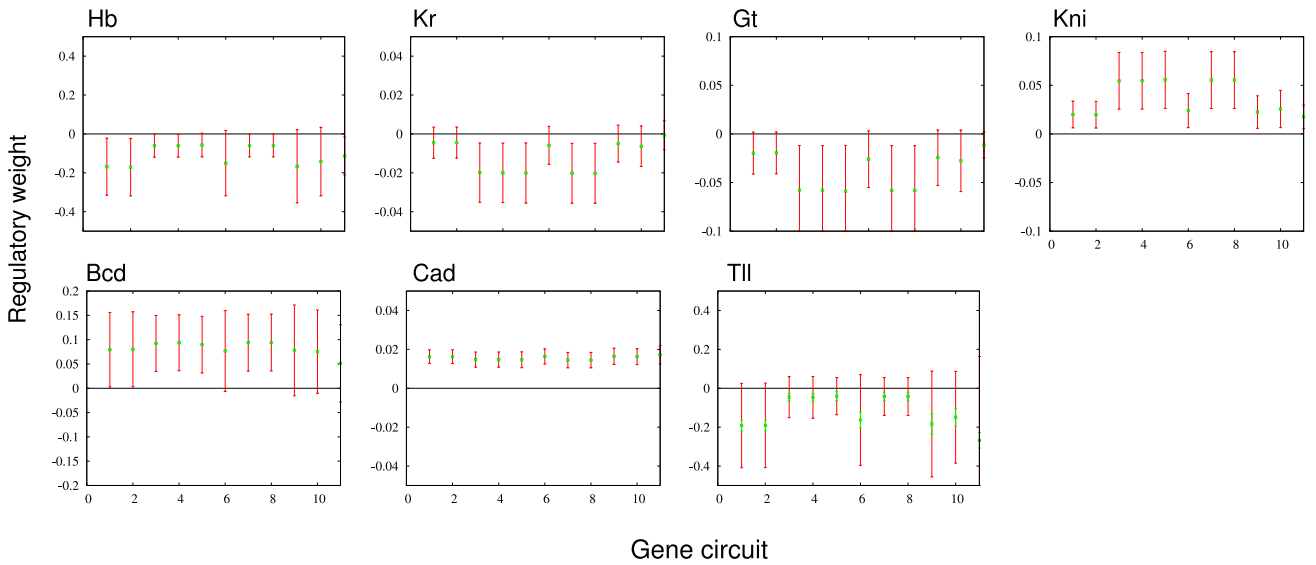 Hb Kr Gt Kni
0.4 0.04 0.1 0.1
0.2 0.02 0.05 0.05
0 0 0 0
-0.2 -0.02 -0.05 -0.05
-0.4 -0.04 -0.1 -0.1
0 2 4 6 8 10
Regulatory weight
Bcd Cad Tll
0.2
0.15
0.1
0.05
0
-0.05
-0.1
-0.15
-0.2
0.04
0.02
0
-0.02
-0.04
0.4
0.2
0
-0.2
-0.4
0 2 4 6 8 10 0 2 4 6 8 10 0 2 4 6 8 10
Gene circuit